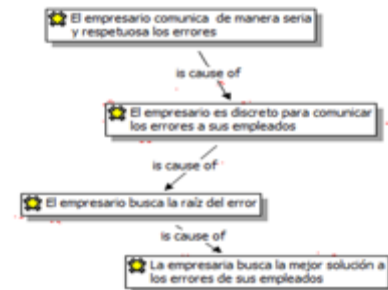 El empresario comunica de manera seria
y respetuosa los errores
is cause of
El empresario es discreto para comunicar
los errores a sus empleados
is cause of
El empresario busca la raíz del error
is cause of
La empresaria busca la mejor solución a
los errores de sus empleados